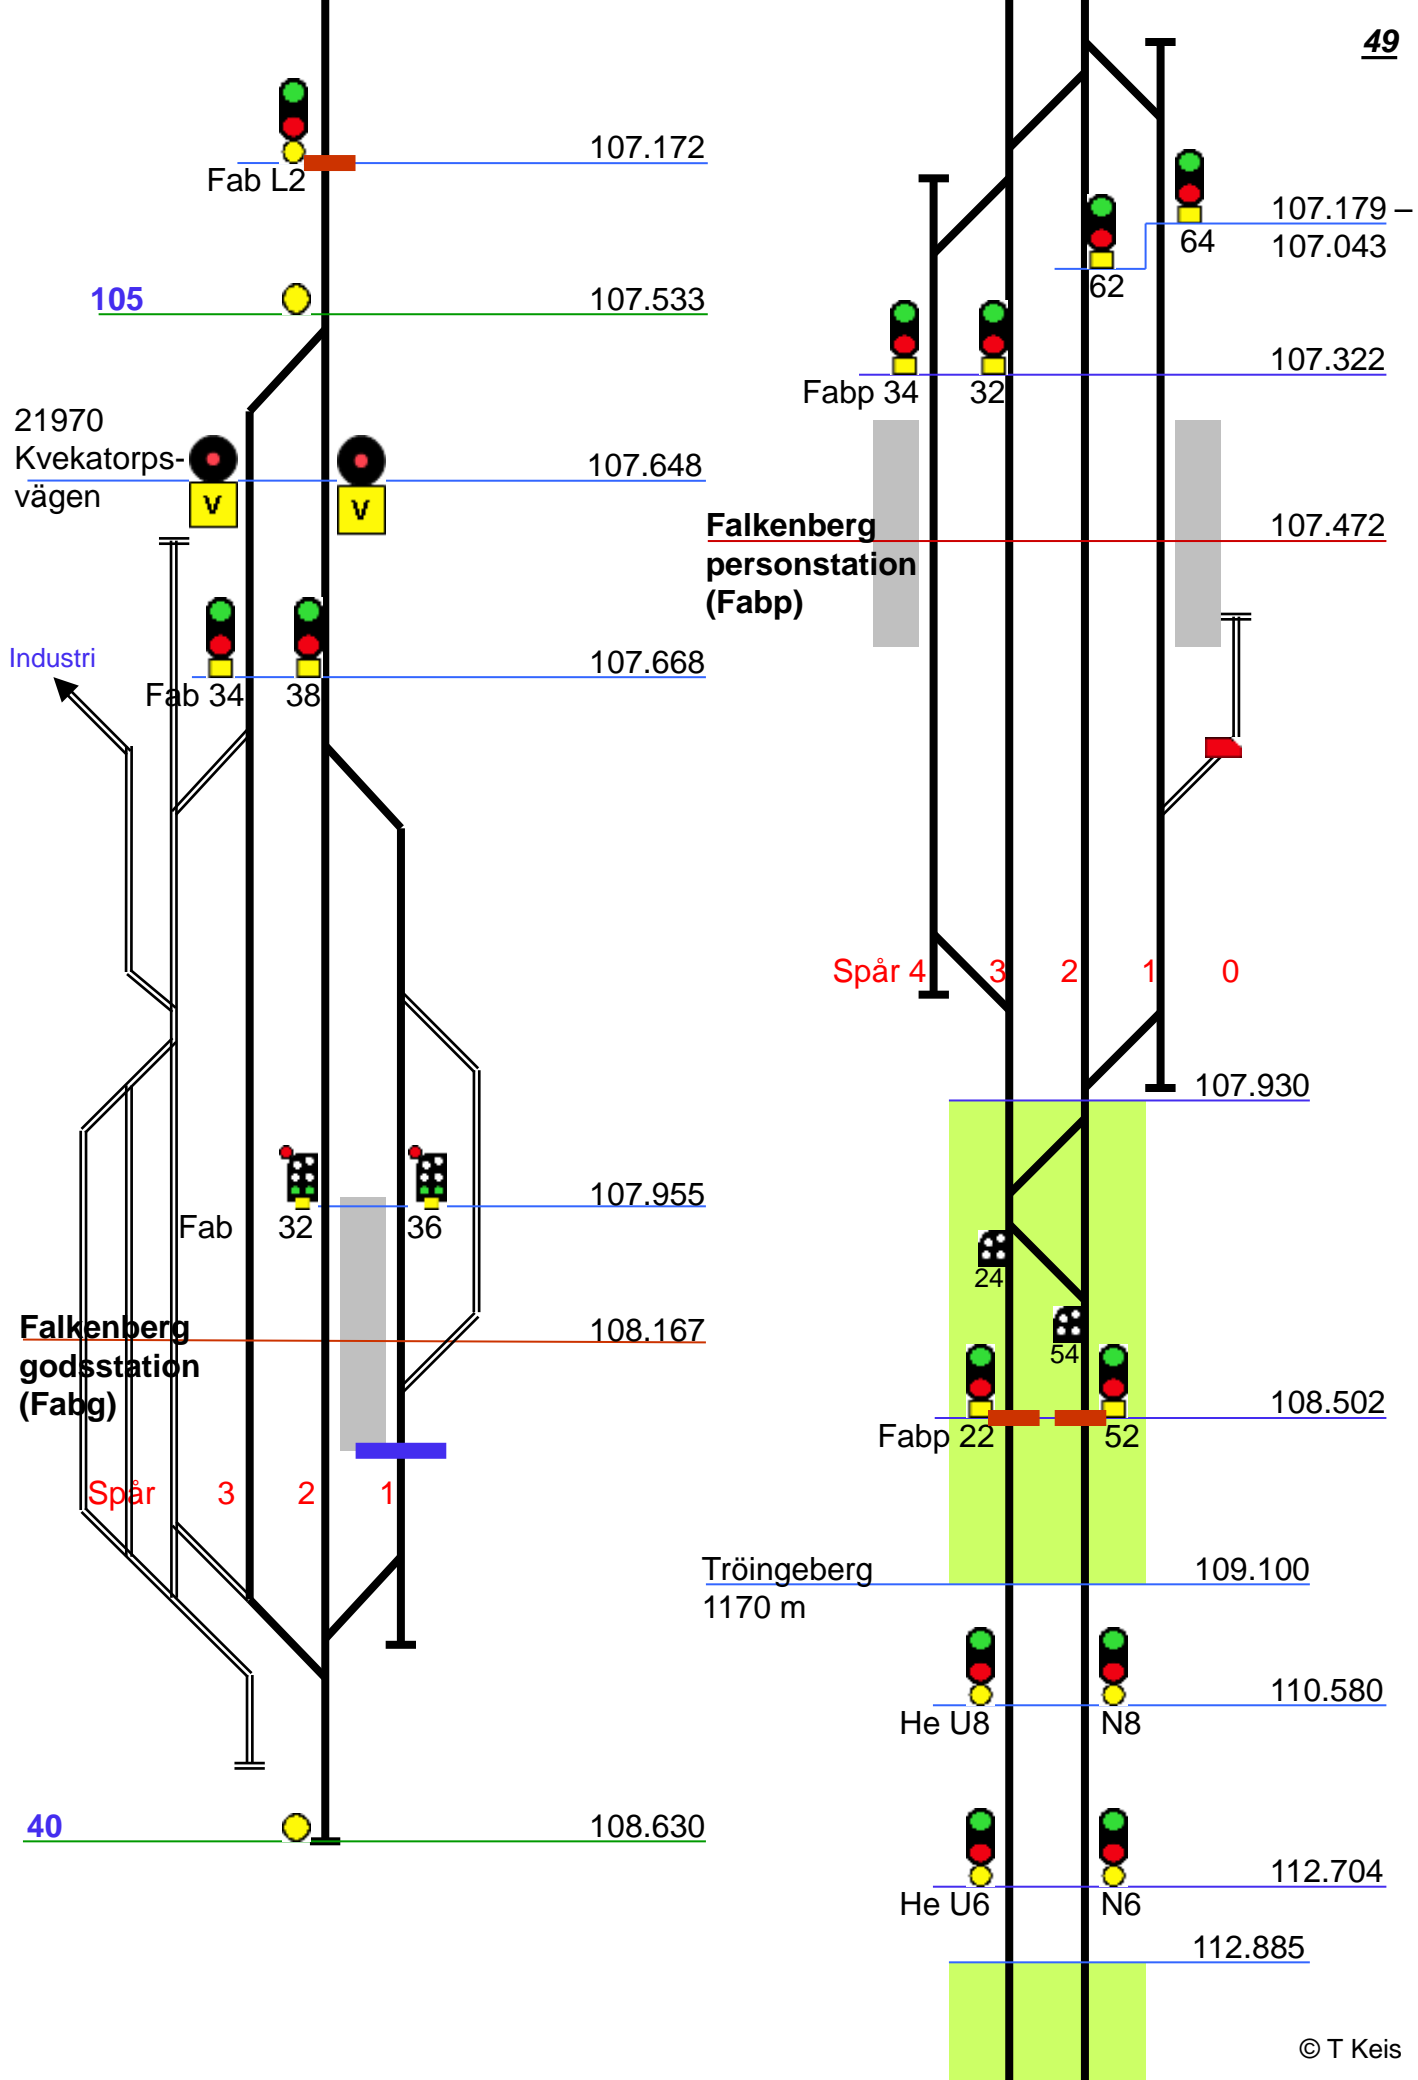 49
107.172
Fab L2
105
107.533
21970
Kvekatorps-
vägen
107.648
V
V
Industri
107.668
Fab 34
38
107.955
Fab
32
36
Falkenberg
godsstation
(Fabg)
108.167
Spår
3
2
1
40
108.630
107.179 –
107.043
64
62
107.322
Fabp 34
32
Falkenberg
personstation
(Fabp)
107.472
Spår 4
3
2
1
0
107.930
24
54
108.502
Fabp 22
52
Tröingeberg
1170 m
109.100
110.580
He U8
N8
112.704
He U6
N6
112.885
© T Keis